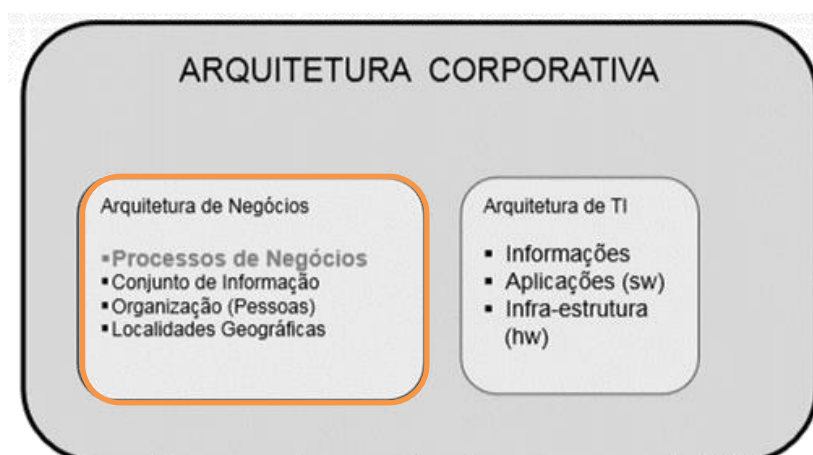 ARQUITETURA CORPORATIVA
Arquitetura de Negócios
▪Processos de Negócios
▪Conjunto de Informação
▪Organização (Pessoas)
▪Localidades Geográficas
Arquitetura de TI
▪ Informações
▪ Aplicações (sw)
▪ Infra-estrutura
(hw)